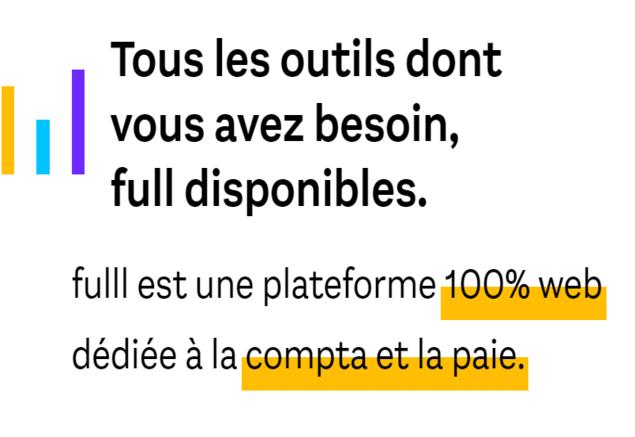 Tous les outils dont
vous avez besoin,
full disponibles.
fulll est une plateforme 100% web
dédiée à la compta et la paie.